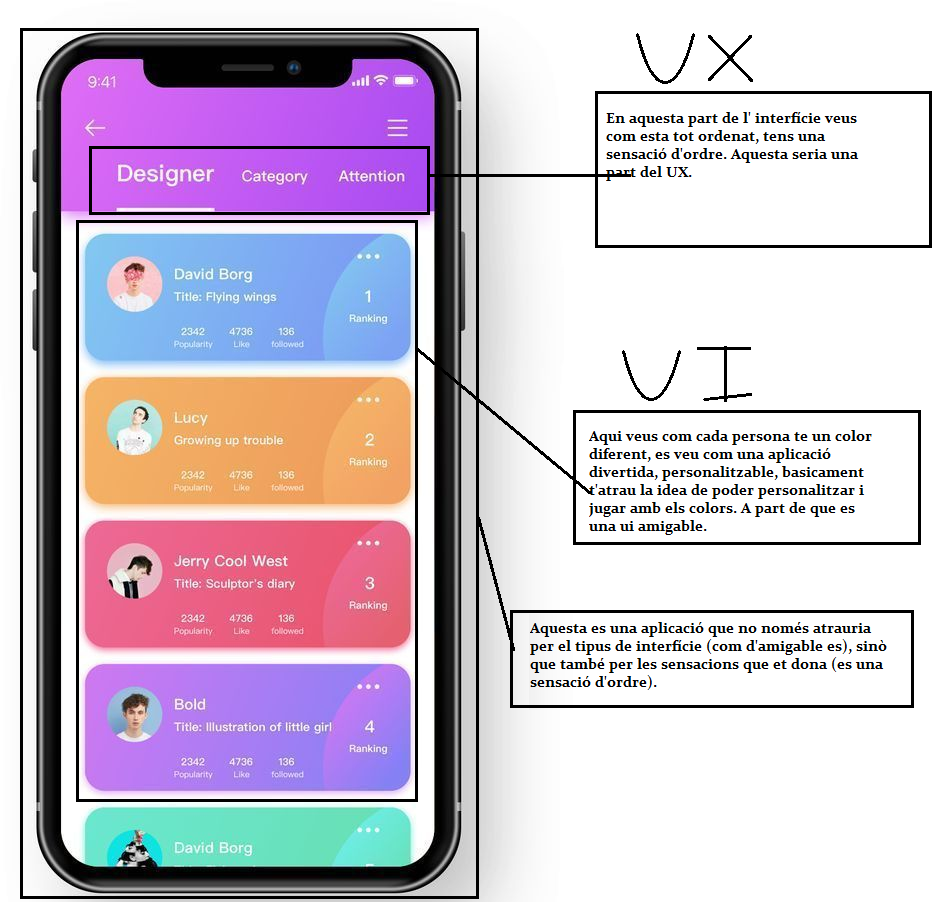 9:41
Designer Category Attention
David Borg
Title: Flying wings
1
Ranking
2342 4736 136
Popularity Like followed
Lucy
Growing up trouble
2
Ranking
2342 4736 136
Popularity Like followed
Jerry Cool West
Title: Sculptor's diary
3
Ranking
2342 4736 136
Popularity Like followed
Bold
Title: Illustration of little girl
4
Ranking
2342 4736 136
Popularity Like followed
David Borg
UX
En aquesta part de l' interfície veus
com esta tot ordenat, tens una
sensació d'ordre. Aquesta seria una
part del UX.
UI
Aqui veus com cada persona te un color
diferent, es veu com una aplicació
divertida, personalitzable, basicament
t'atrau la idea de poder personalitzar i
jugar amb els colors. A part de que es
una ui amigable.
Aquesta es una aplicació que no només atrauria
per el tipus de interfície (com d'amigable es), sinò
que també per les sensacions que et dona (es una
sensació d'ordre).